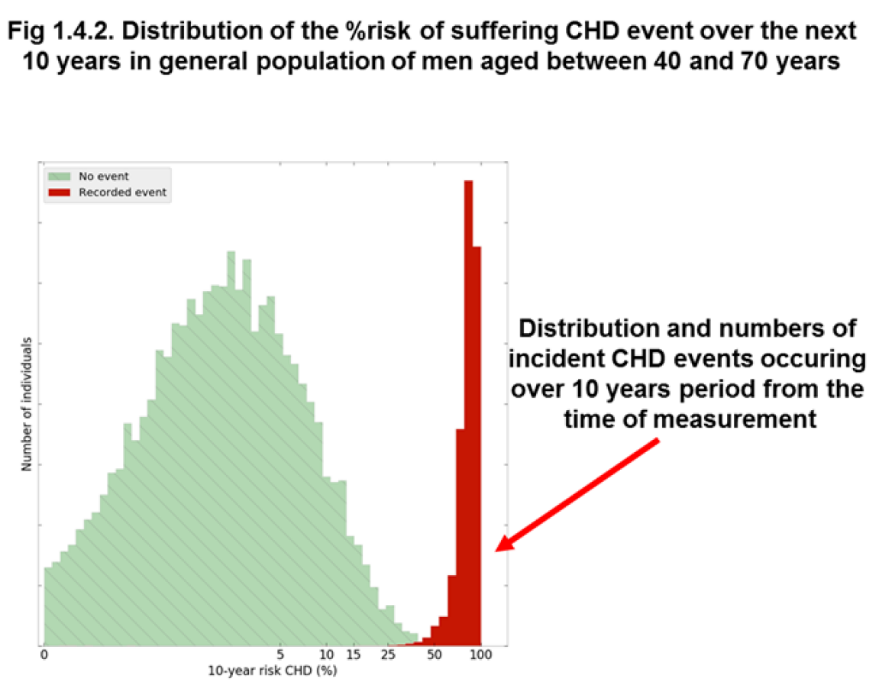 Fig 1.4.2. Distribution of the %risk of suffering CHD event over the next
10 years in general population of men aged between 40 and 70 years
No event
Recorded event
Number of individuals
Distribution and numbers of
incident CHD events occuring
over 10 years period from the
time of measurement
0 5 10 15 25 50 100
10-year risk CHD (%)